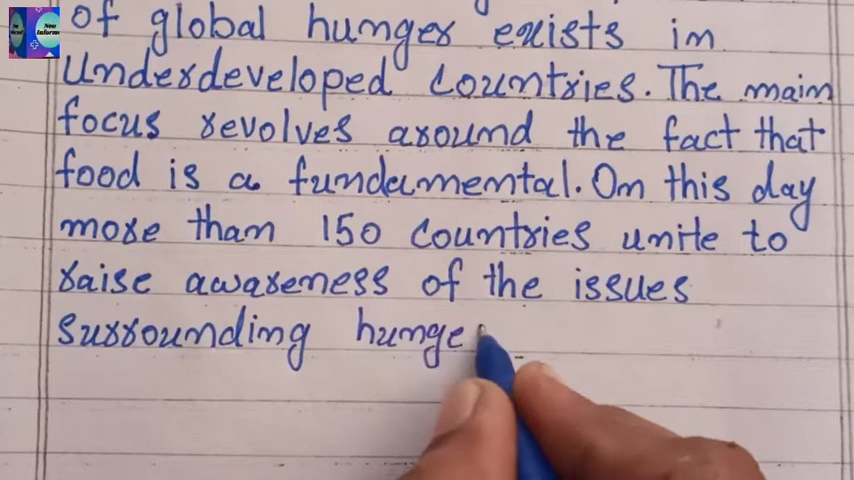 of global hunger exists in
Underdeveloped Countries. The main
focus revolves around the fact that
food is a fundamental. On this day
more than 150 Countries unite to
raise awareness of the issues
surrounding hunge